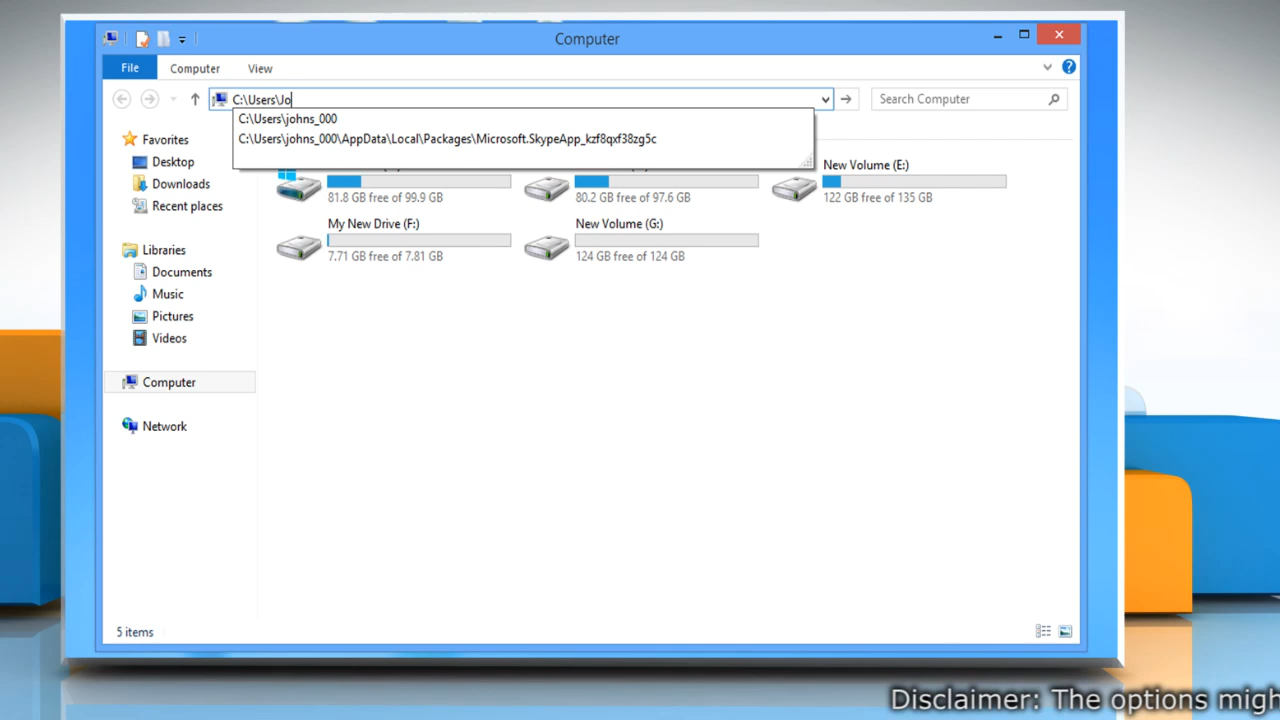 Computer
File Computer View
C:\Users\Jo
Search Computer
C:\Users\johns_000
C:\Users\johns_000\AppData\Local\Packages\Microsoft.SkypeApp_kzf8qxf38zg5c
Favorites
Desktop
Downloads
Recent places
Libraries
Documents
Music
Pictures
Videos
Computer
Network
81.8 GB free of 99.9 GB
80.2 GB free of 97.6 GB
New Volume (E:)
122 GB free of 135 GB
My New Drive (F:)
7.71 GB free of 7.81 GB
New Volume (G:)
124 GB free of 124 GB
5 items
Disclaimer: The options migh